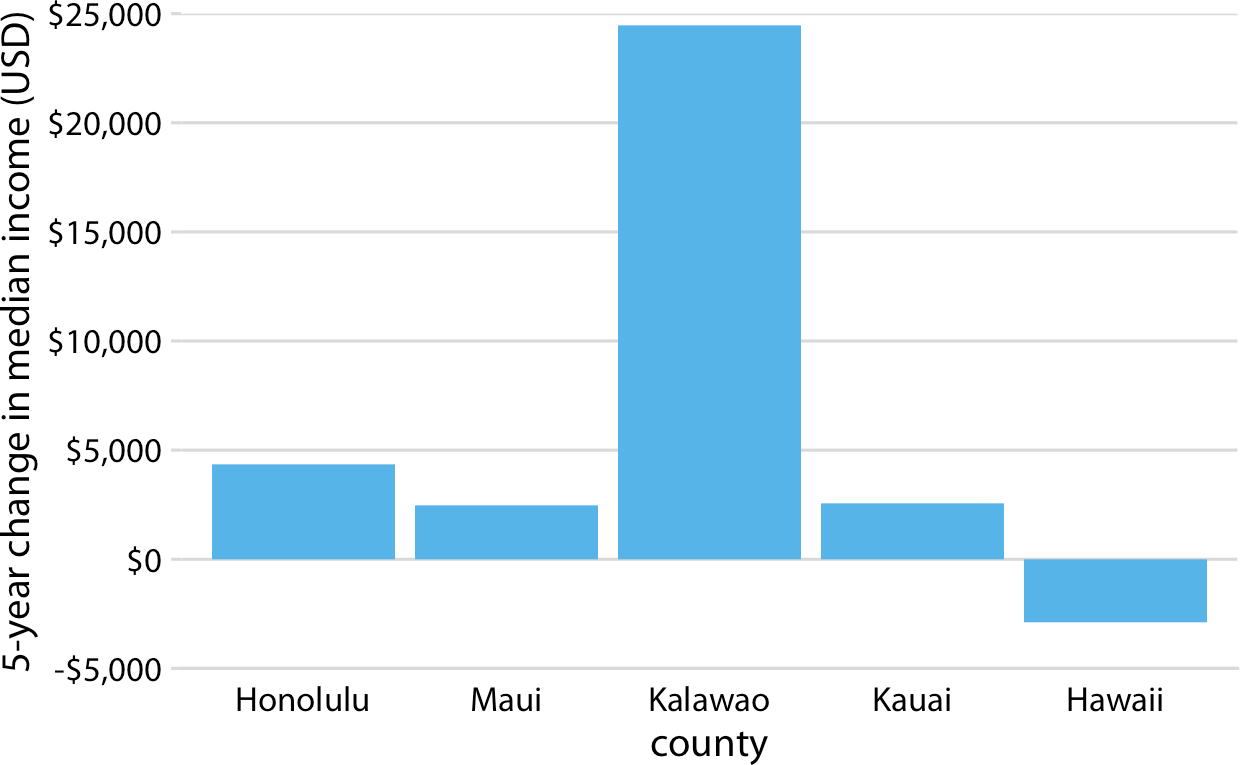 5-year change in median income (USD)
$25,000
$20,000
$15,000
$10,000
$5,000
$0
-$5,000
Honolulu Maui Kalawao Kauai Hawaii
county